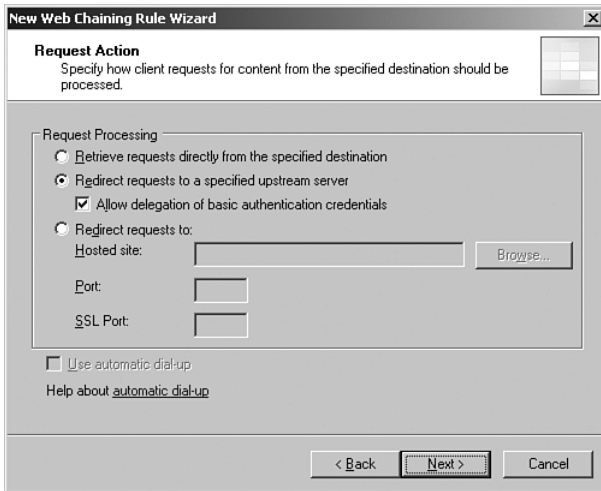 New Web Chaining Rule Wizard
Request Action
Specify how client requests for content from the specified destination should be
processed.
Request Processing
Retrieve requests directly from the specified destination
Redirect requests to a specified upstream server
Allow delegation of basic authentication credentials
Redirect requests to:
Hosted site:
Browse...
Port:
SSL Port:
Use automatic dial-up
Help about automatic dial-up
< Back Next > Cancel